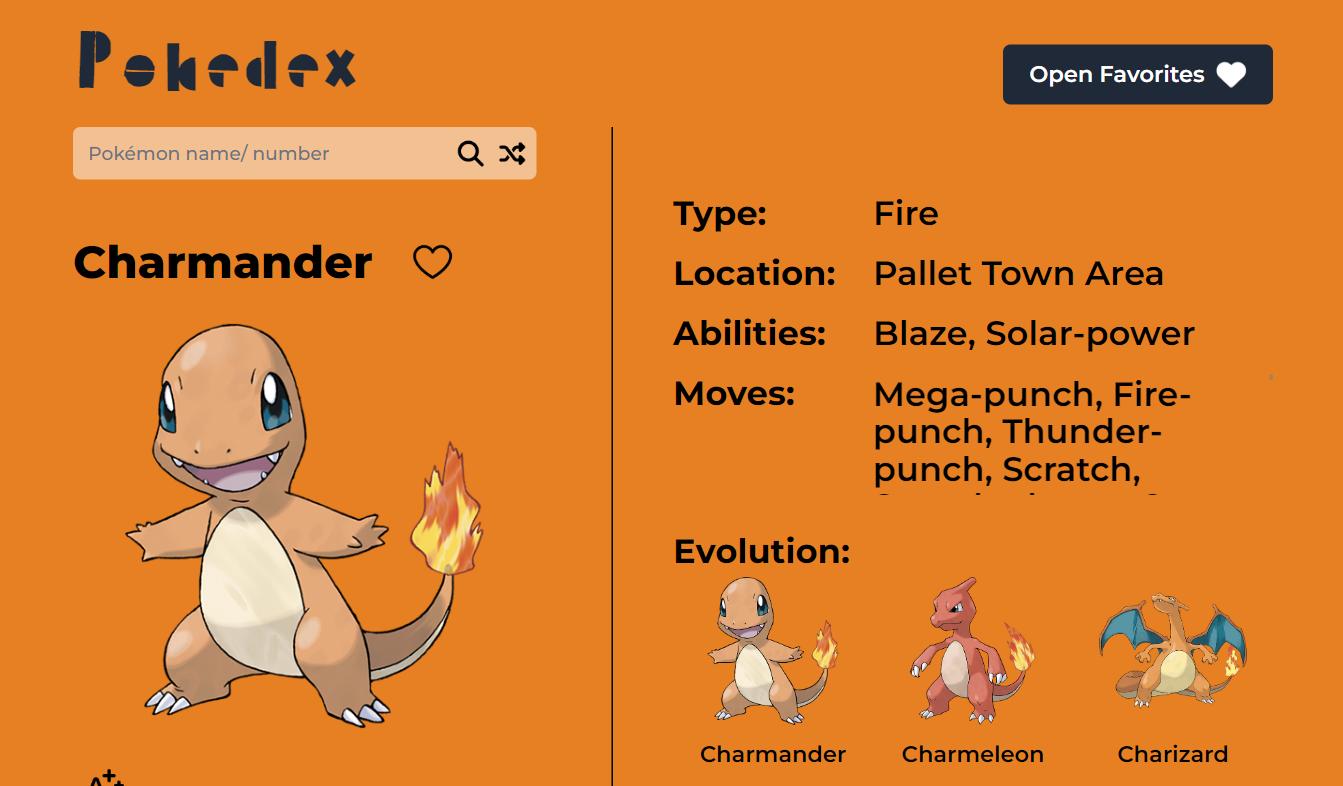 Pokedex
Open Favorites
Pokémon name/ number
Charmander
Type: Fire
Location: Pallet Town Area
Abilities: Blaze, Solar-power
Moves: Mega-punch, Fire-
punch, Thunder-
punch, Scratch,
Evolution:
Charmander Charmeleon Charizard